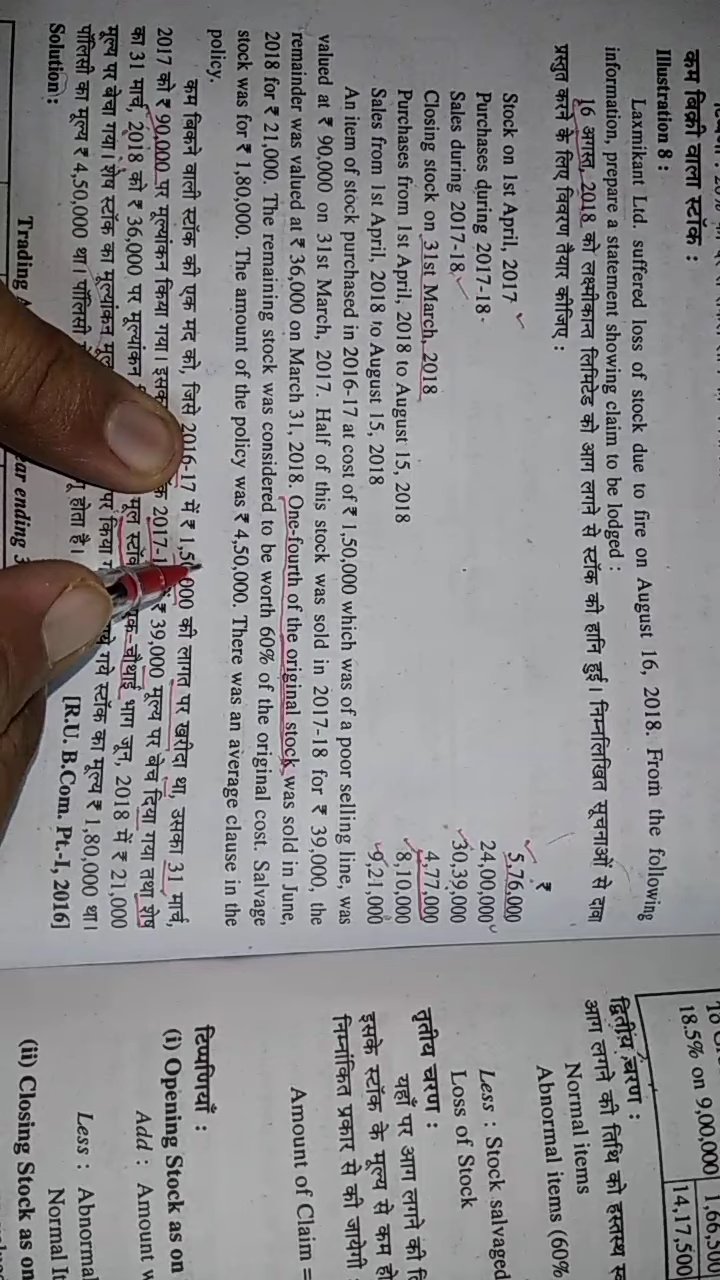 कम बिक्री वाला स्टॉक :
Illustration 8 :
Laxmikant Ltd. suffered loss of stock due to fire on August 16, 2018. From the following
information, prepare a statement showing claim to be lodged :
16 अगस्त, 2018 को लक्ष्मीकान्त लिमिटेड को आग लगने से स्टॉक की हानि हुई। निम्नलिखित सूचनाओं से दावा
प्रस्तुत करने के लिए विवरण तैयार कीजिए :
₹
Stock on 1st April, 2017 5,76,000
Purchases during 2017-18 24,00,000
Sales during 2017-18 30,39,000
Closing stock on 31st March, 2018 4,77,000
Purchases from 1st April, 2018 to August 15, 2018 8,10,000
Sales from 1st April, 2018 to August 15, 2018 9,21,000
An item of stock purchased in 2016-17 at cost of ₹ 1,50,000 which was of a poor selling line, was
valued at ₹ 90,000 on 31st March, 2017. Half of this stock was sold in 2017-18 for ₹ 39,000, the
remainder was valued at ₹ 36,000 on March 31, 2018. One-fourth of the original stock was sold in June,
2018 for ₹ 21,000. The remaining stock was considered to be worth 60% of the original cost. Salvage
stock was for ₹ 1,80,000. The amount of the policy was ₹ 4,50,000. There was an average clause in the
policy.
कम बिकने वाली स्टॉक की एक मद को, जिसे 2016-17 में ₹ 1,50,000 की लागत पर खरीदा था, उसका 31 मार्च,
2017 को ₹ 90,000 पर मूल्यांकन किया गया। ₹ 39,000 मूल्य पर बेच दिया गया तथा शेष
का 31 मार्च, 2018 को ₹ 36,000 पर मूल्यांकन मूल भाग जून, 2018 में ₹ 21,000
मूल्य पर बेचा गया। शेष स्टॉक का मूल्यांकन पर किया गये स्टॉक का मूल्य ₹ 1,80,000 था।
पॉलिसी का मूल्य ₹ 4,50,000 था। पॉलिसी होता है।
[R.U. B.Com. Pt.-I, 2016]
Solution :
Trading
ear ending 3
18.5% on 9,00,000 1,66,500
14,17,500
द्वितीय चरण :
आग लगने की तिथि को हस्तस्थ
Normal items
Abnormal items (60%
Less : Stock salvaged
Loss of Stock
तृतीय चरण :
यहाँ पर आग लगने की
इसके स्टॉक के मूल्य से कम हो
निम्नांकित प्रकार से की जायेगी
Amount of Claim =
टिप्पणियाँ :
(i) Opening Stock as on
Add : Amount
Less : Abnormal
Normal
(ii) Closing Stock as on